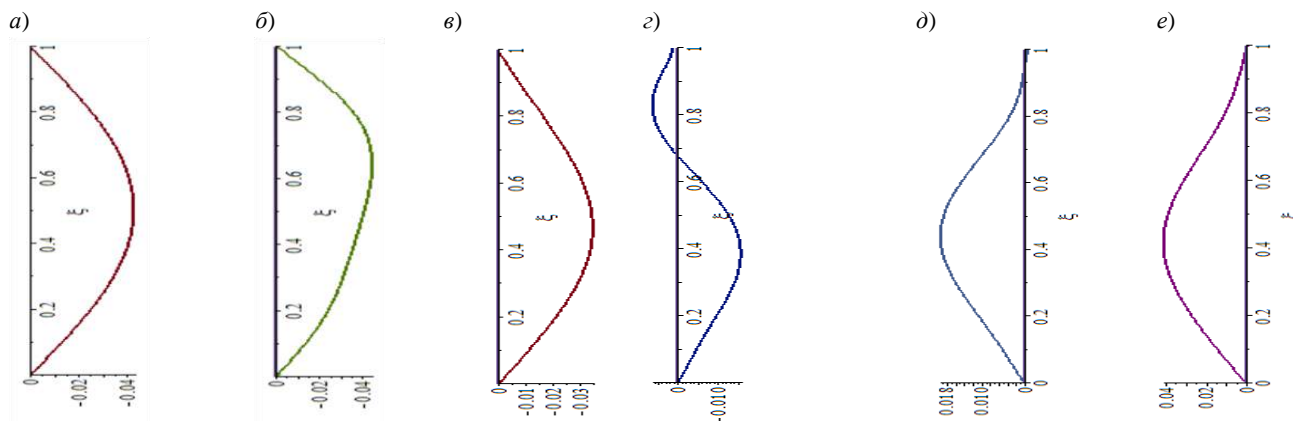 а) б) в) г) д) е)
1 0.8 0.6 ξ 0.4 0.2 0 -0.02 -0.04
1 0.8 0.6 ξ 0.4 0.2 0 -0.02 -0.04
1 0.8 0.6 ξ 0.4 0.2 0 -0.01 -0.02 -0.03
1 0.8 0.6 ξ 0.4 0.2 0 -0.010
1 0.8 0.6 ξ 0.4 0.2 0 0.010 0.018
1 0.8 0.6 ξ 0.4 0.2 0 0.02 0.04